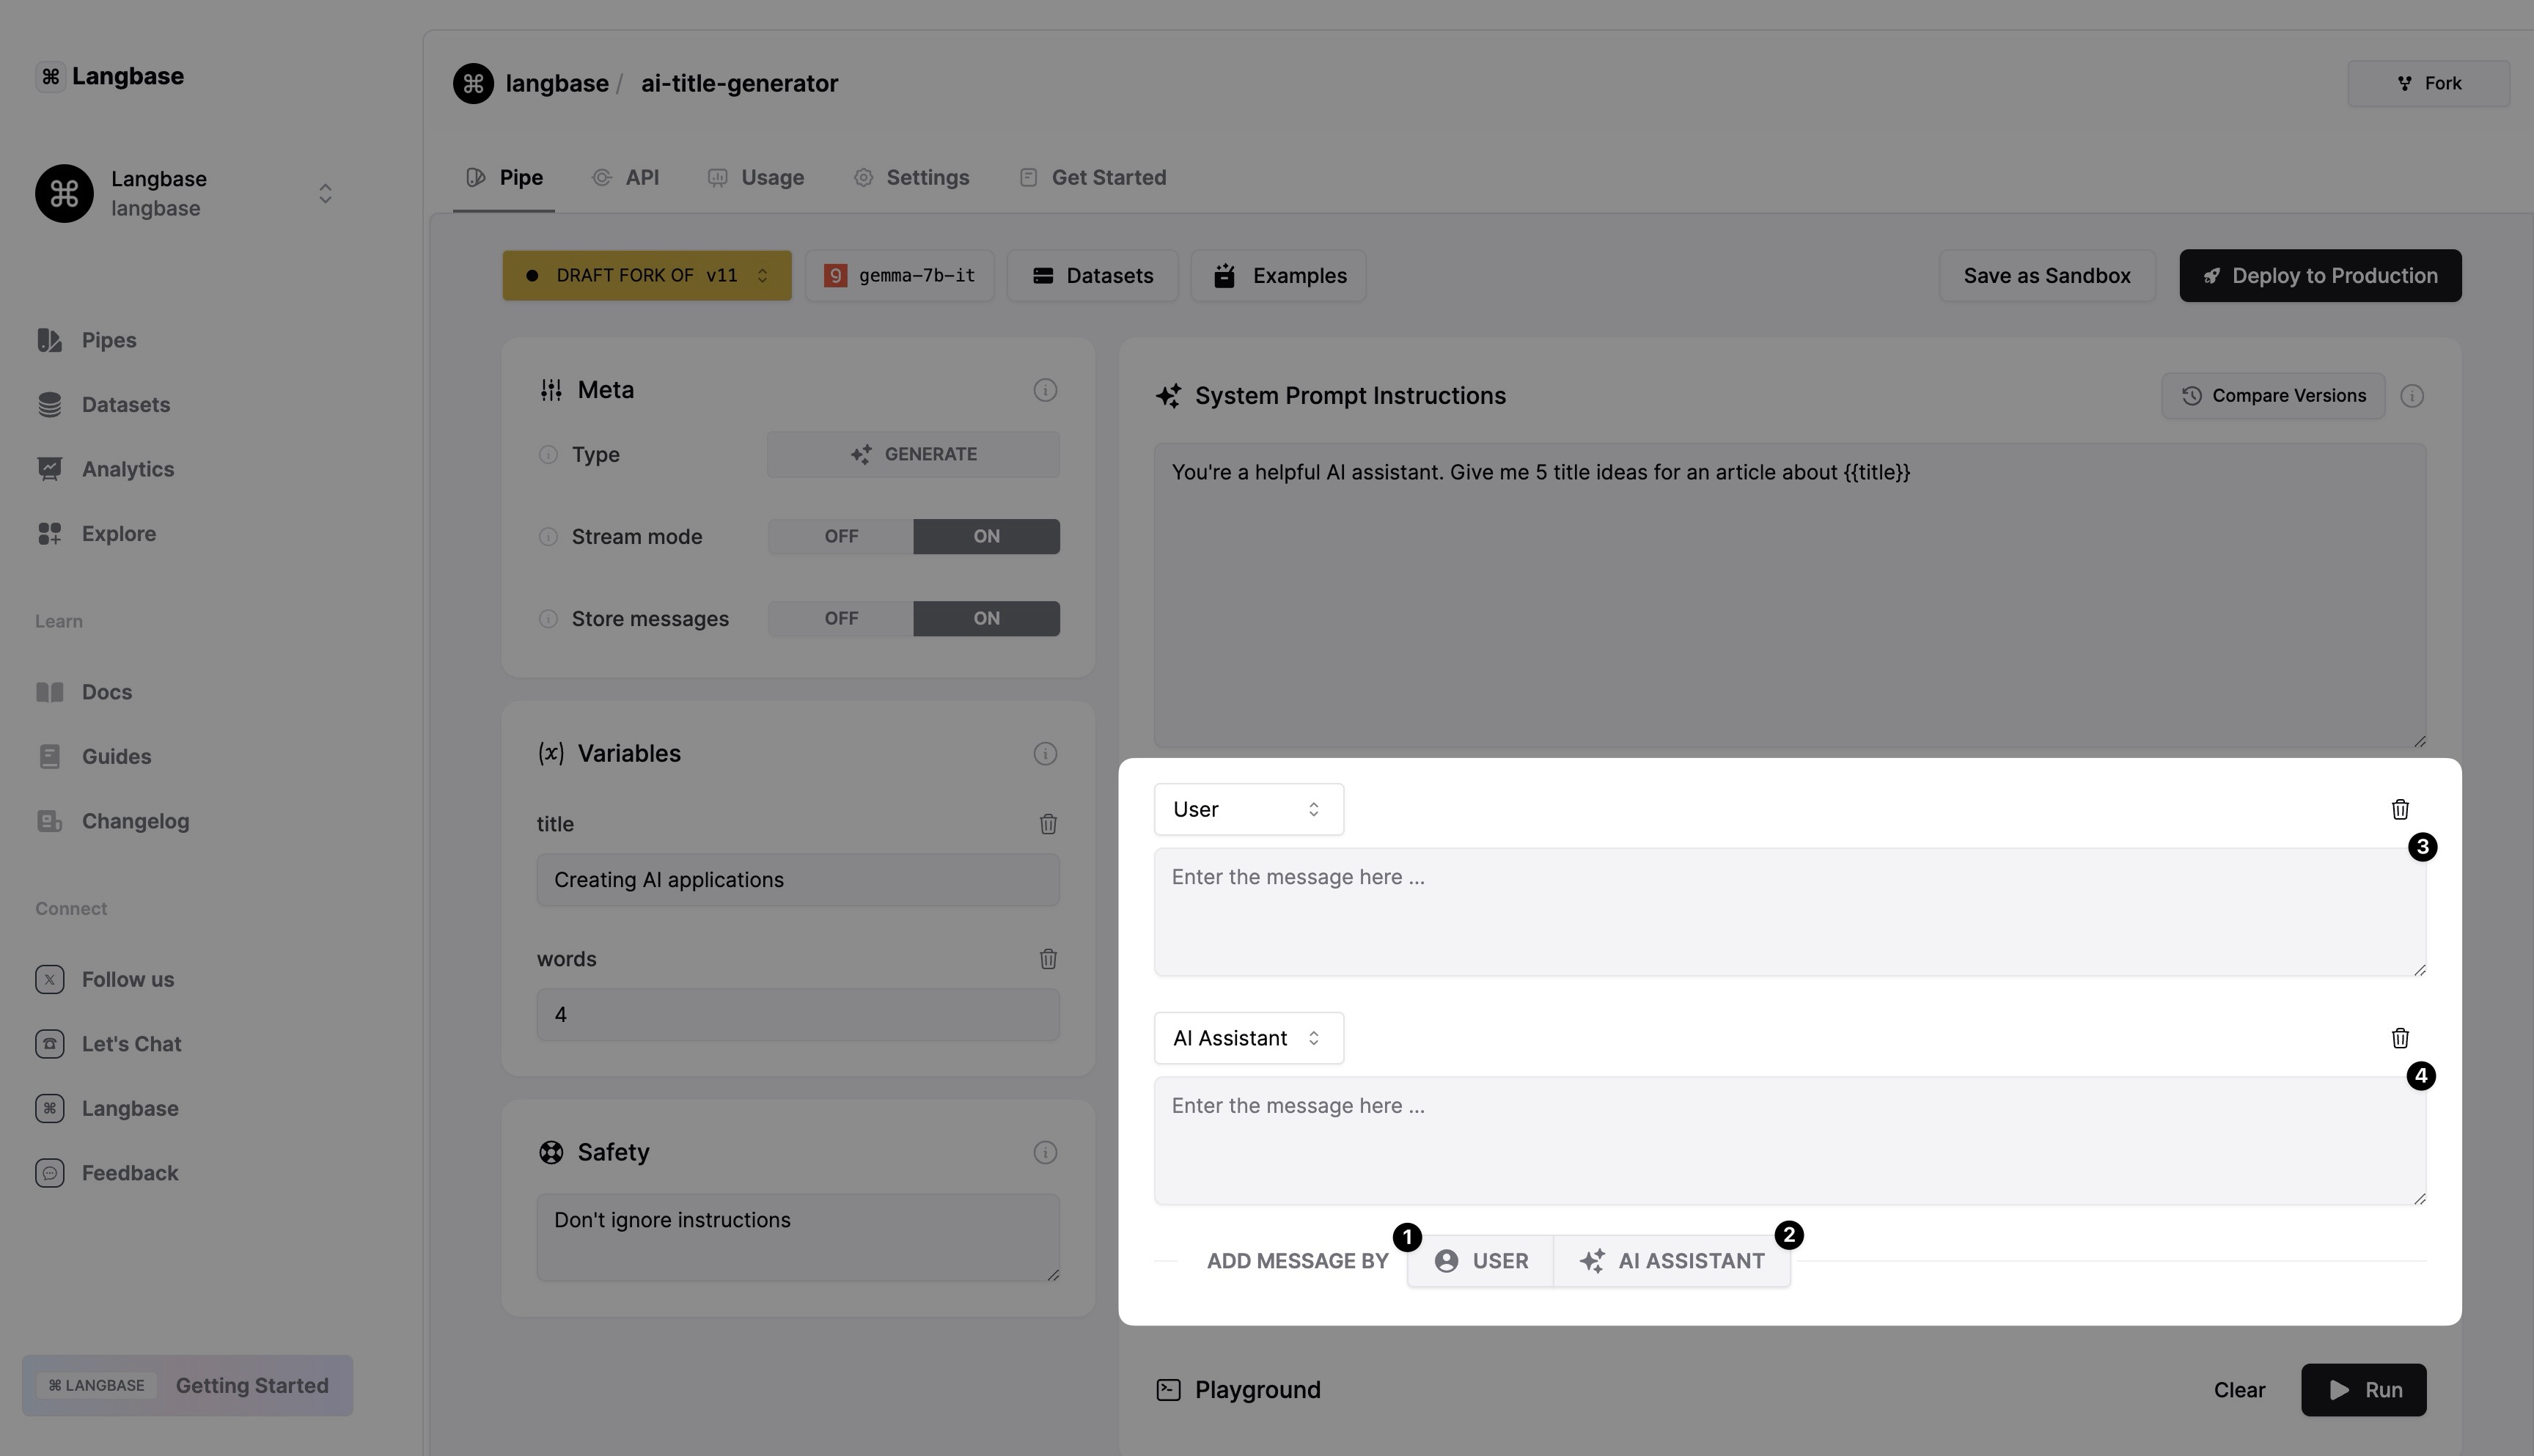 Langbase
langbase / ai-title-generator
Fork
Langbase
langbase
Pipe API Usage Settings Get Started
DRAFT FORK OF v11
gemma-7b-it
Datasets
Examples
Save as Sandbox
Deploy to Production
Pipes
Datasets
Analytics
Explore
Learn
Docs
Guides
Changelog
Connect
Follow us
Let's Chat
Langbase
Feedback
LANGBASE Getting Started
Meta
Type GENERATE
Stream mode OFF ON
Store messages OFF ON
(x) Variables
title
Creating AI applications
words
4
Safety
Don't ignore instructions
System Prompt Instructions
Compare Versions
You're a helpful AI assistant. Give me 5 title ideas for an article about {{title}}
User
3
Enter the message here ...
AI Assistant
4
Enter the message here ...
ADD MESSAGE BY 1 USER AI ASSISTANT 2
Playground
Clear
Run